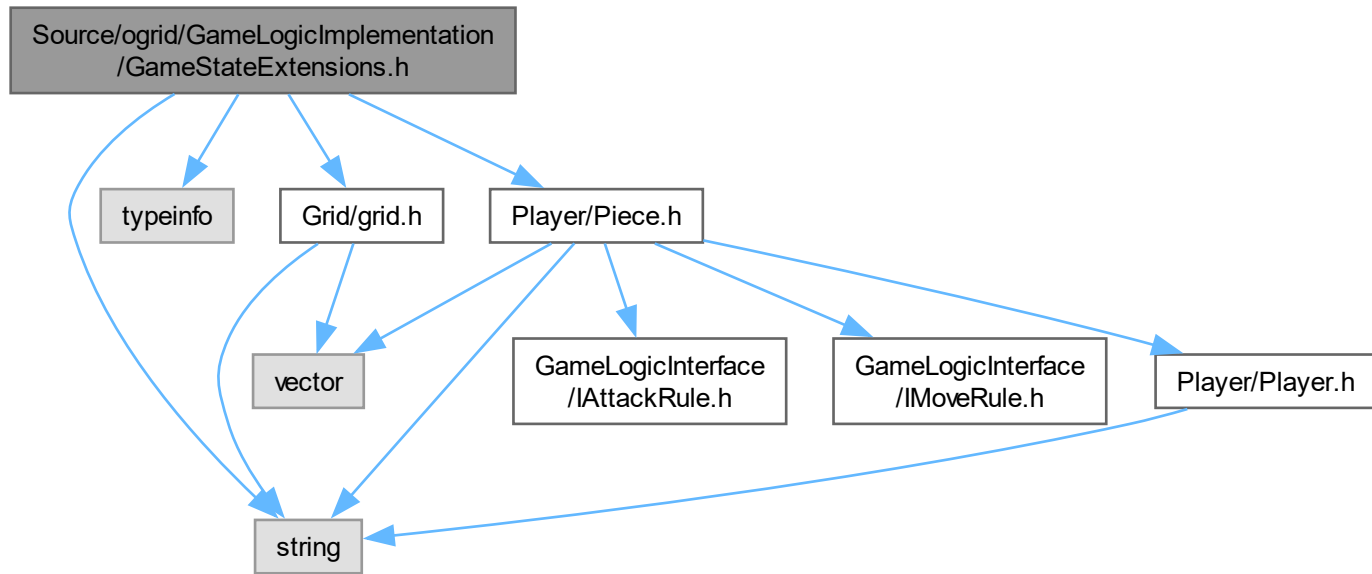 Source/ogrid/GameLogicImplementation
/GameStateExtensions.h
typeinfo
Grid/grid.h
Player/Piece.h
vector
GameLogicInterface
/IAttackRule.h
GameLogicInterface
/IMoveRule.h
Player/Player.h
string